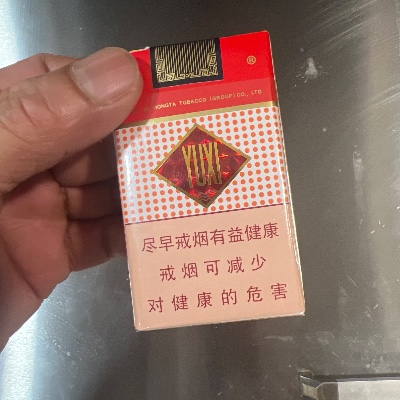 ®
HONGTA TOBACCO (GROUP) CO., LTD
YUXI
尽早戒烟有益健康
戒烟可减少
对健康的危害